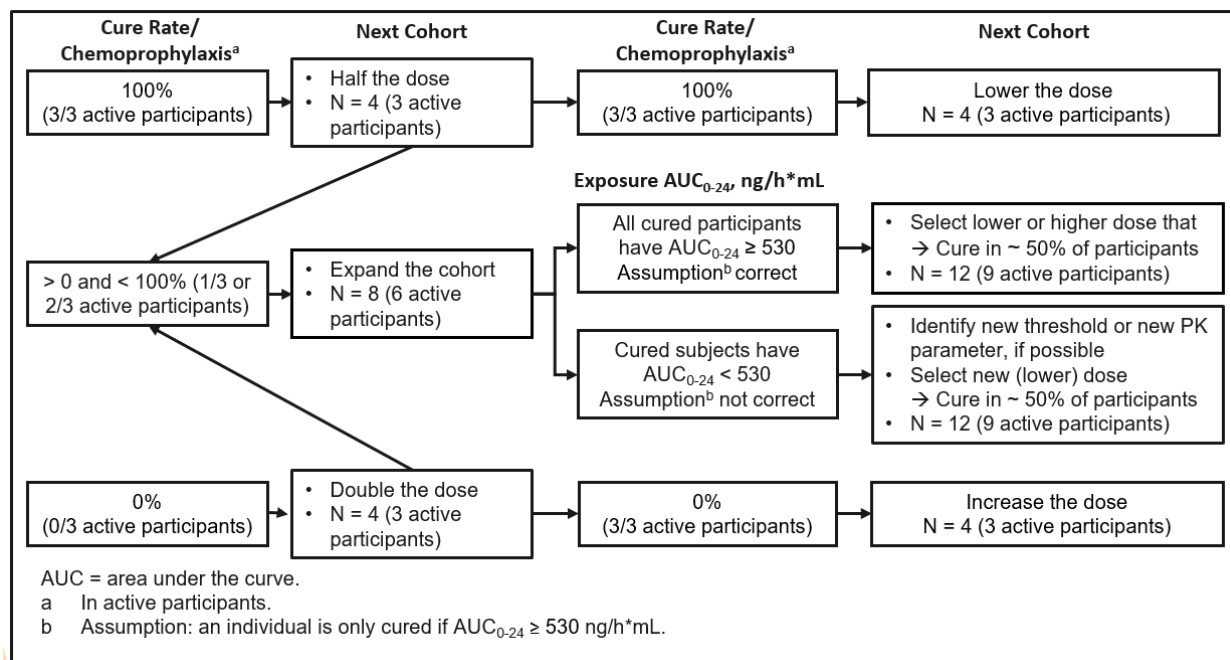 Cure Rate/
Chemoprophylaxisᵃ
Next Cohort
Cure Rate/
Chemoprophylaxisᵃ
Next Cohort
100%
(3/3 active participants)
• Half the dose
• N = 4 (3 active
participants)
100%
(3/3 active participants)
Lower the dose
N = 4 (3 active participants)
Exposure AUC₀₋₂₄, ng/h*mL
> 0 and < 100% (1/3 or
2/3 active participants)
• Expand the cohort
• N = 8 (6 active
participants)
All cured participants
have AUC₀₋₂₄ ≥ 530
Assumptionᵇ correct
• Select lower or higher dose that
→ Cure in ~ 50% of participants
• N = 12 (9 active participants)
Cured subjects have
AUC₀₋₂₄ < 530
Assumptionᵇ not correct
• Identify new threshold or new PK
parameter, if possible
• Select new (lower) dose
→ Cure in ~ 50% of participants
• N = 12 (9 active participants)
0%
(0/3 active participants)
• Double the dose
• N = 4 (3 active
participants)
0%
(3/3 active participants)
Increase the dose
N = 4 (3 active participants)
AUC = area under the curve.
a In active participants.
b Assumption: an individual is only cured if AUC₀₋₂₄ ≥ 530 ng/h*mL.